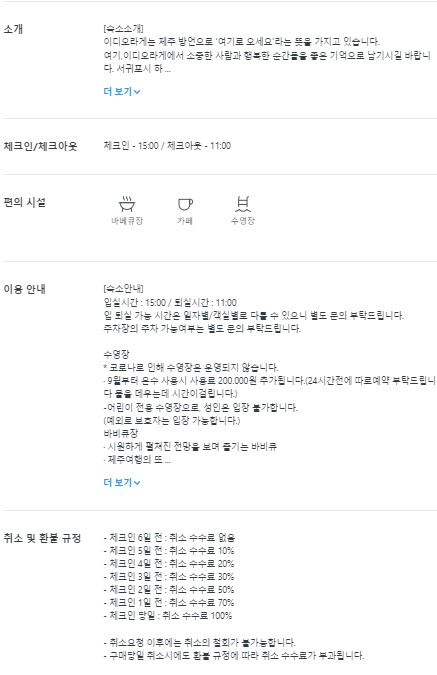 소개
[숙소소개]
이디오라게는 제주 방언으로 '여기로 오세요'라는 뜻을 가지고 있습니다.
여기,이디오라게에서 소중한 사람과 행복한 순간들을 좋은 기억으로 남기시길 바랍니
다. 서귀포시 하 ...
더 보기
체크인/체크아웃
체크인 - 15:00 / 체크아웃 - 11:00
편의 시설
바베큐장
카페
수영장
이용 안내
[숙소안내]
입실시간 : 15:00 / 퇴실시간 : 11:00
입 퇴실 가능 시간은 일자별/객실별로 다를 수 있으니 별도 문의 부탁드립니다.
주차장의 주차 가능여부는 별도 문의 부탁드립니다.
수영장
* 코로나로 인해 수영장은 운영되지 않습니다.
- 9월부터 온수 사용시 사용료 200.000원 추가됩니다.(24시간전에 따로예약 부탁드립니
다 물을 데우는데 시간이걸립니다.)
-어린이 전용 수영장으로, 성인은 입장 불가합니다.
(예외로 보호자는 입장 가능합니다.)
바비큐장
- 시원하게 펼쳐진 전망을 보며 즐기는 바비큐
- 제주여행의 또 ...
더 보기
취소 및 환불 규정
- 체크인 6일 전 : 취소 수수료 없음
- 체크인 5일 전 : 취소 수수료 10%
- 체크인 4일 전 : 취소 수수료 20%
- 체크인 3일 전 : 취소 수수료 30%
- 체크인 2일 전 : 취소 수수료 50%
- 체크인 1일 전 : 취소 수수료 70%
- 체크인 당일 : 취소 수수료 100%
- 취소요청 이후에는 취소의 철회가 불가능합니다.
- 구매당일 취소시에도 환불 규정에 따라 취소 수수료가 부과됩니다.